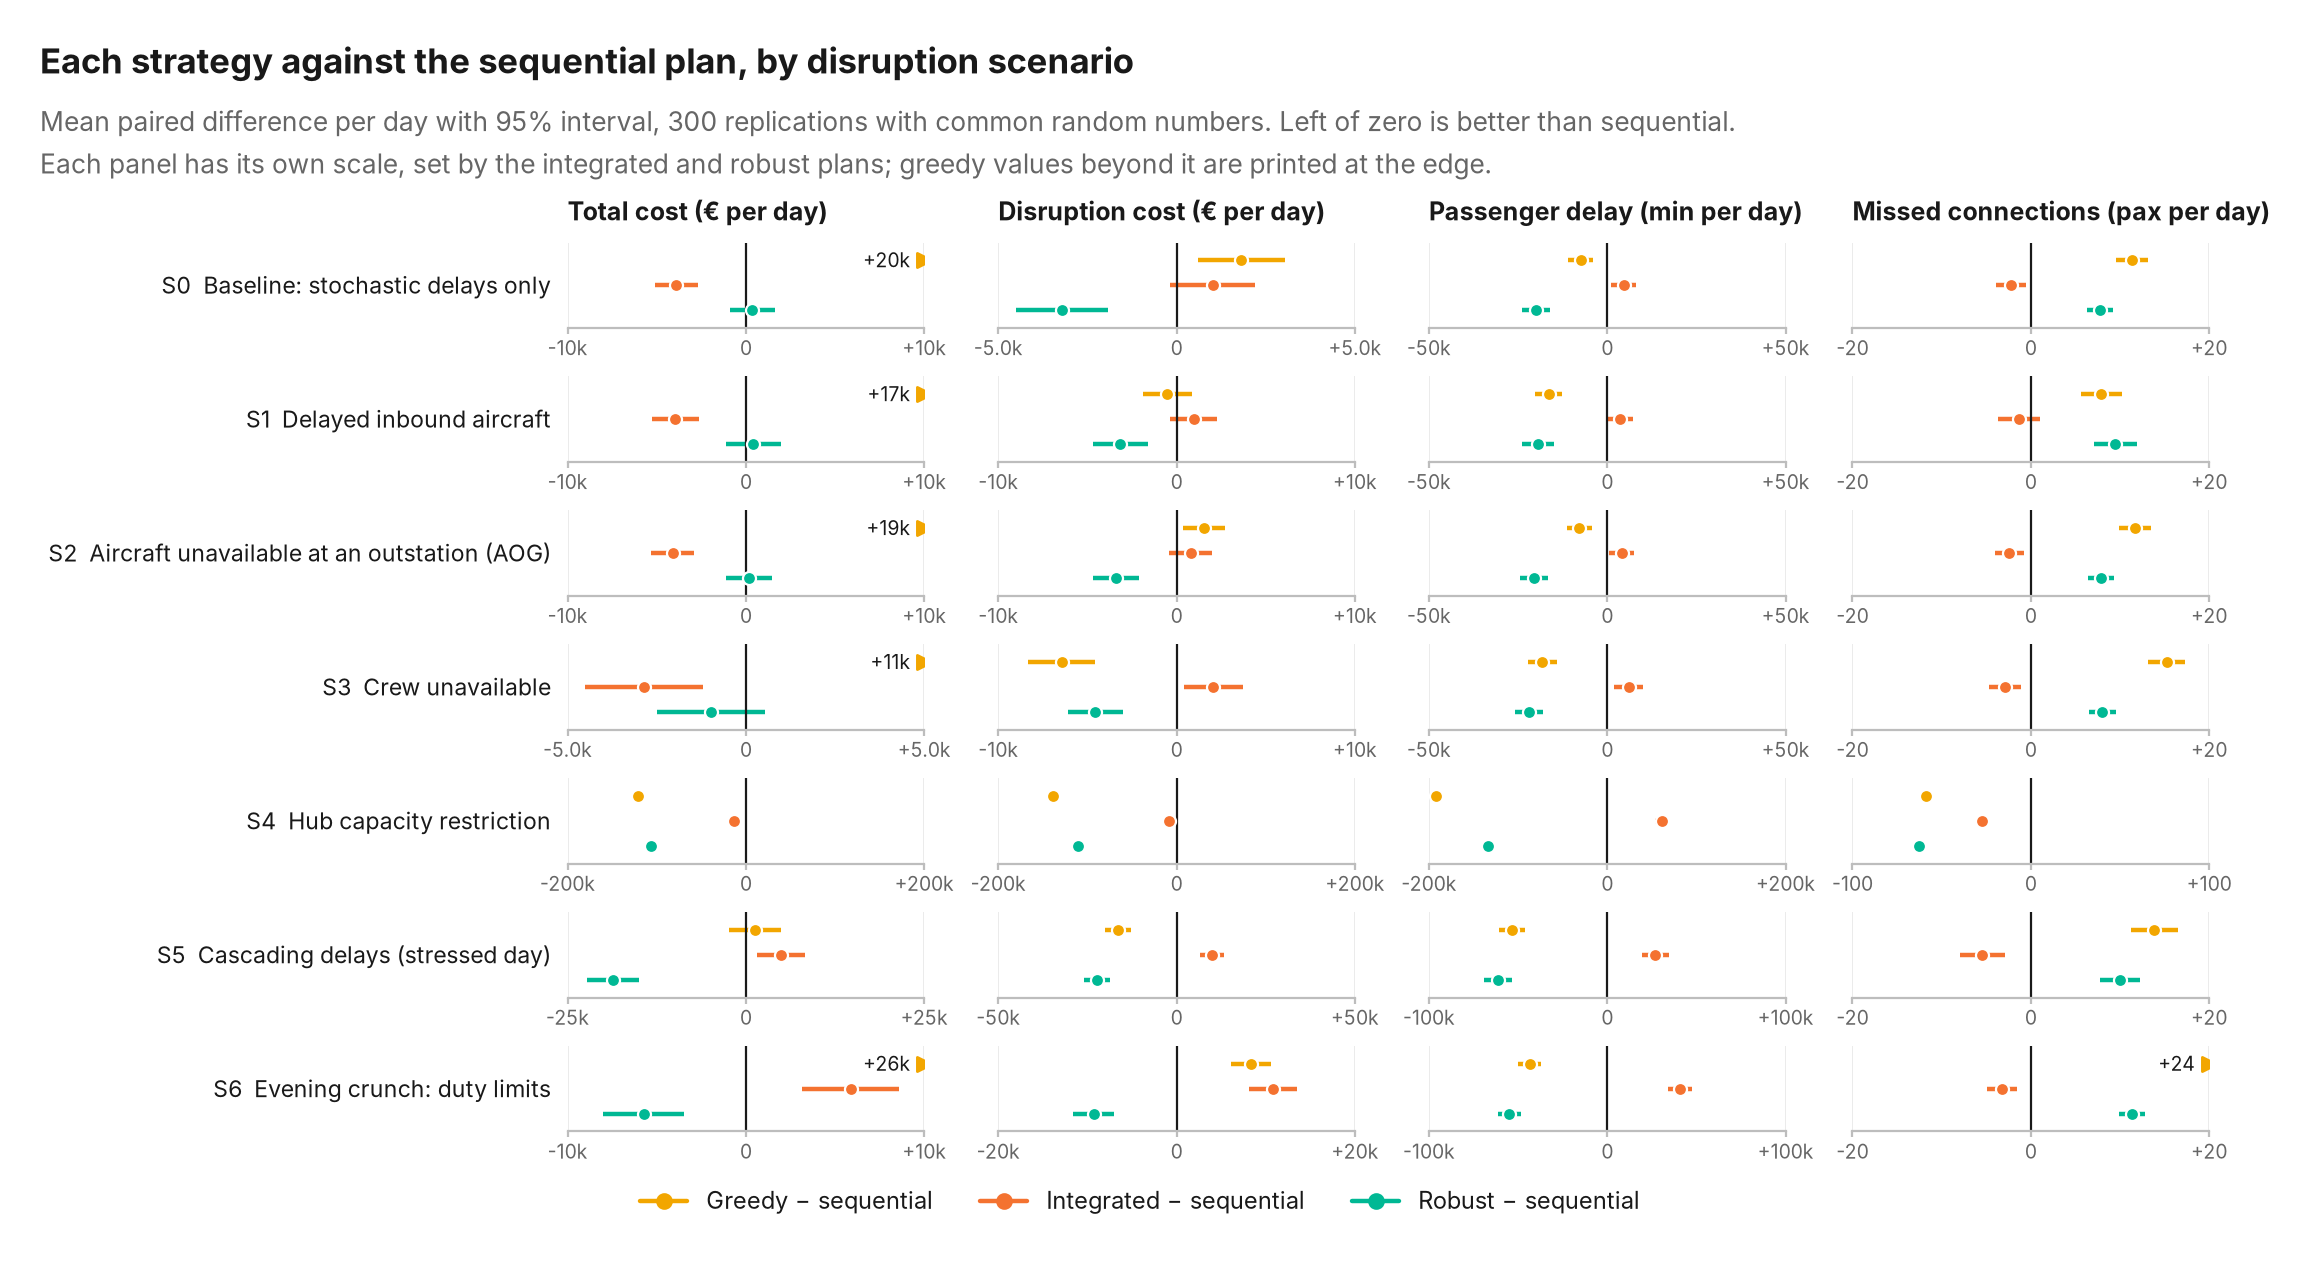 Each strategy against the sequential plan, by disruption scenario
Mean paired difference per day with 95% interval, 300 replications with common random numbers. Left of zero is better than sequential.
Each panel has its own scale, set by the integrated and robust plans; greedy values beyond it are printed at the edge.
Total cost (€ per day) Disruption cost (€ per day) Passenger delay (min per day) Missed connections (pax per day)
+20k
S0 Baseline: stochastic delays only
-10k 0 +10k -5.0k 0 +5.0k -50k 0 +50k -20 0 +20
+17k
S1 Delayed inbound aircraft
-10k 0 +10k -10k 0 +10k -50k 0 +50k -20 0 +20
+19k
S2 Aircraft unavailable at an outstation (AOG)
-10k 0 +10k -10k 0 +10k -50k 0 +50k -20 0 +20
+11k
S3 Crew unavailable
-5.0k 0 +5.0k -10k 0 +10k -50k 0 +50k -20 0 +20
S4 Hub capacity restriction
-200k 0 +200k -200k 0 +200k -200k 0 +200k -100 0 +100
S5 Cascading delays (stressed day)
-25k 0 +25k -50k 0 +50k -100k 0 +100k -20 0 +20
+26k +24
S6 Evening crunch: duty limits
-10k 0 +10k -20k 0 +20k -100k 0 +100k -20 0 +20
Greedy – sequential Integrated – sequential Robust – sequential